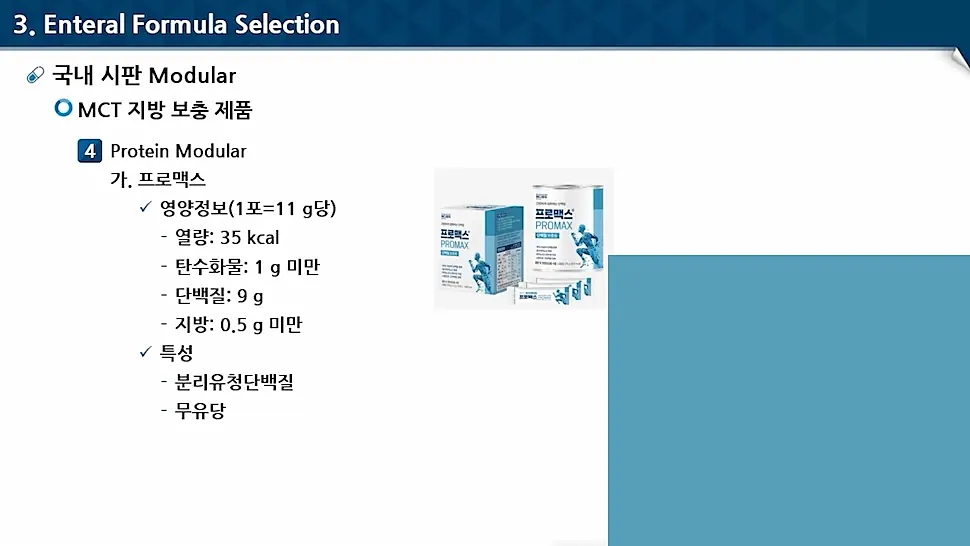 3. Enteral Formula Selection
국내 시판 Modular
MCT 지방 보충 제품
4 Protein Modular
가. 프로맥스
✓ 영양정보(1포=11 g당)
- 열량: 35 kcal
- 탄수화물: 1 g 미만
- 단백질: 9 g
- 지방: 0.5 g 미만
✓ 특성
- 분리유청단백질
- 무유당
프로맥스
PROMAX
프로맥스
PROMAX
프로맥스